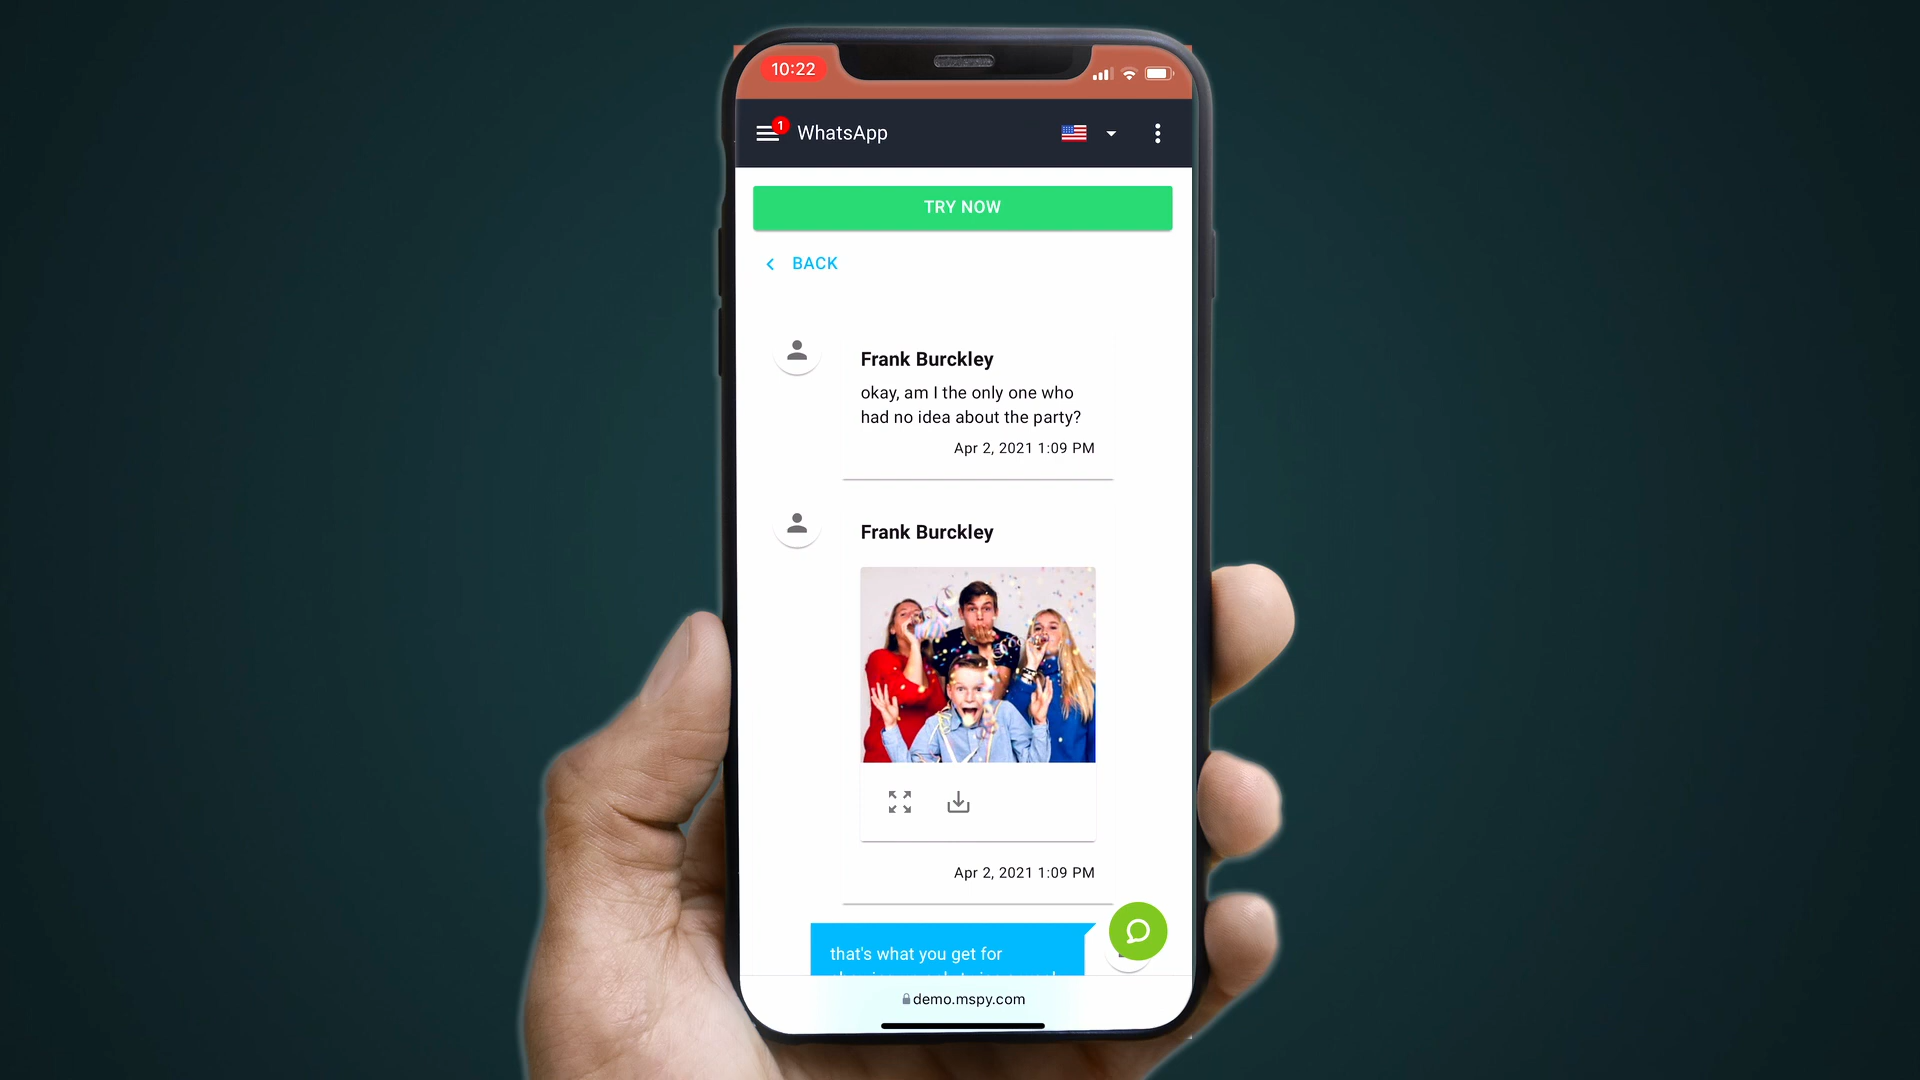 10:22
1
WhatsApp
TRY NOW
BACK
Frank Burckley
okay, am I the only one who
had no idea about the party?
Apr 2, 2021 1:09 PM
Frank Burckley
Apr 2, 2021 1:09 PM
that's what you get for
demo.mspy.com